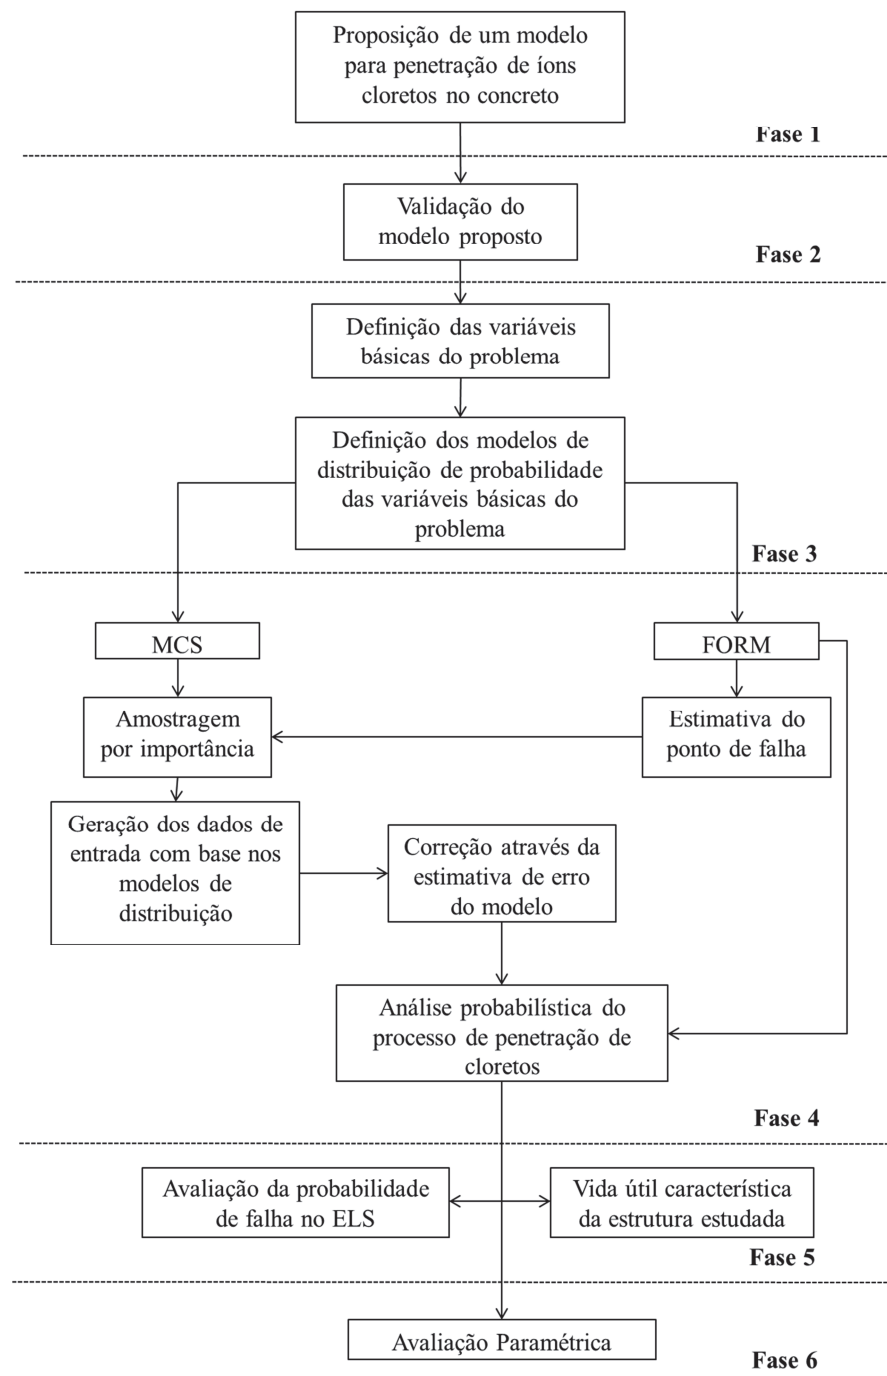 Proposição de um modelo
para penetração de íons
cloretos no concreto
Fase 1
Validação do
modelo proposto
Fase 2
Definição das variáveis
básicas do problema
Definição dos modelos de
distribuição de probabilidade
das variáveis básicas do
problema
Fase 3
MCS
FORM
Amostragem
por importância
Estimativa do
ponto de falha
Geração dos dados de
entrada com base nos
modelos de
distribuição
Correção através da
estimativa de erro
do modelo
Análise probabilística do
processo de penetração de
cloretos
Fase 4
Avaliação da probabilidade
de falha no ELS
Vida útil característica
da estrutura estudada
Fase 5
Avaliação Paramétrica
Fase 6